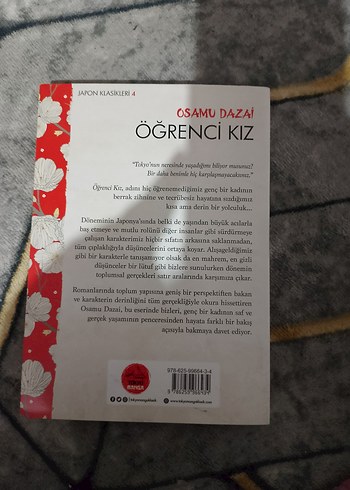 JAPON KLASİKLERİ 4
OSAMU DAZAİ
ÖĞRENCİ KIZ
"Tokyo'nun neresinde yaşadığımı biliyor musunuz?
Bir daha benimle hiç karşılaşmayacaksınız."
Öğrenci Kız, adını hiç öğrenemediğimiz genç bir kadının
berrak zihnine ve tecrübesiz hayatına sızdığımız
kısa ama derin bir yolculuk...
Döneminin Japonya'sında belki de yaşından büyük acılarla
baş etmeye ve mutlu rolünü diğer insanlar gibi sürdürmeye
çalışan karakterimiz hiçbir sıfatın arkasına saklanmadan,
tüm çıplaklığıyla düşüncelerini ortaya koyar. Alışageldiğimiz
gibi bir karakterle tanışmıyor olsak da en mahrem, en gizli
düşünceler bir lütuf gibi bizlere sunulurken dönemin
toplumsal gerçekleri satır aralarında karşımıza çıkar.
Romanlarında toplum yapısına geniş bir perspektiften bakan
ve karakterin derinliğini tüm gerçekliğiyle okura hissettiren
Osamu Dazai, bu eserinde bizleri, genç bir kadının saf ve
gerçek yaşamının penceresinden hayata farklı bir bakış
açısıyla bakmaya davet ediyor.